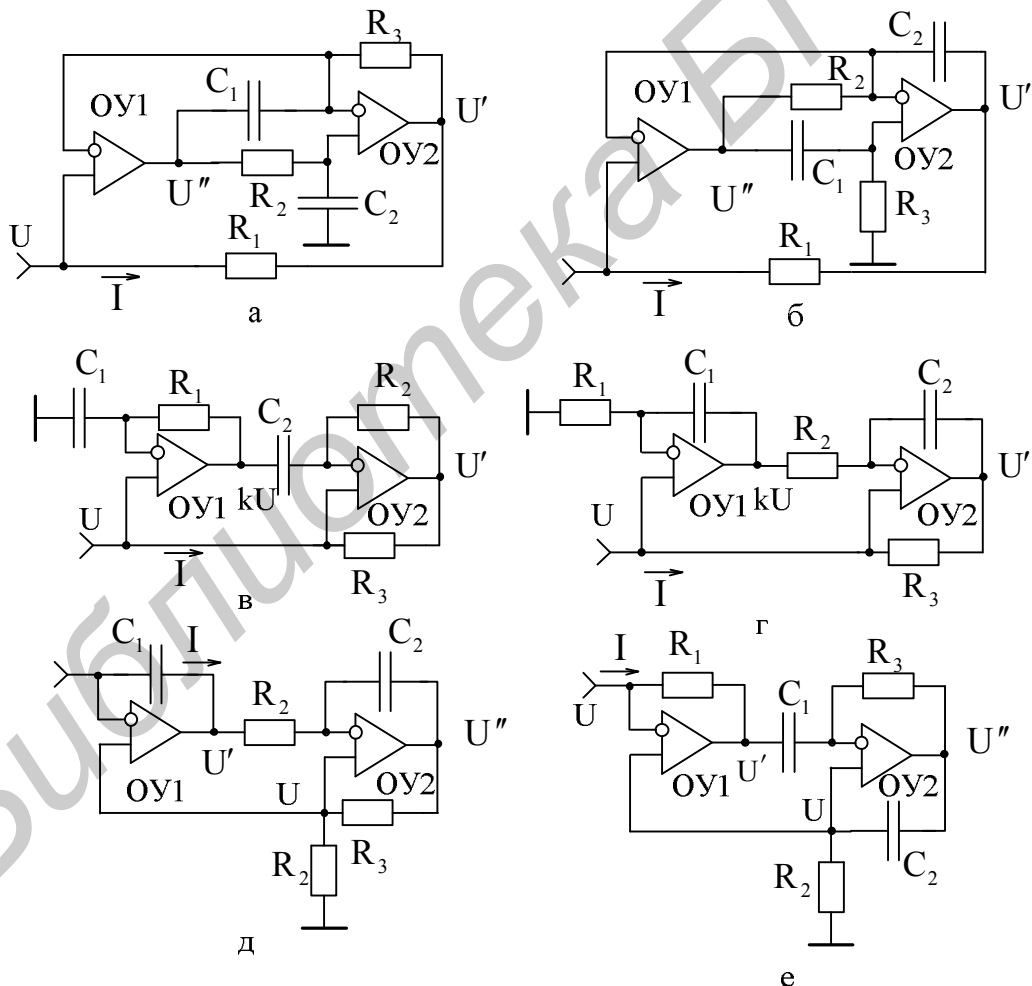 R₃
C₁
ОУ1
U′
ОУ2
U″
R₂
C₂
U
R₁
I
а
C₂
R₂
ОУ1
U′
ОУ2
U″
C₁
R₃
R₁
I
б
C₁
R₁
R₂
C₂
U′
ОУ1
kU
ОУ2
U
I
R₃
в
C₁
C₂
R₁
R₂
U′
ОУ1
kU
ОУ2
U
I
R₃
г
C₁
I
C₂
R₂
U″
ОУ1
U′
ОУ2
U
R₃
R₂
д
I
R₁
R₃
C₁
U
U″
ОУ1
U′
ОУ2
U
C₂
R₂
е
иблиотека Б